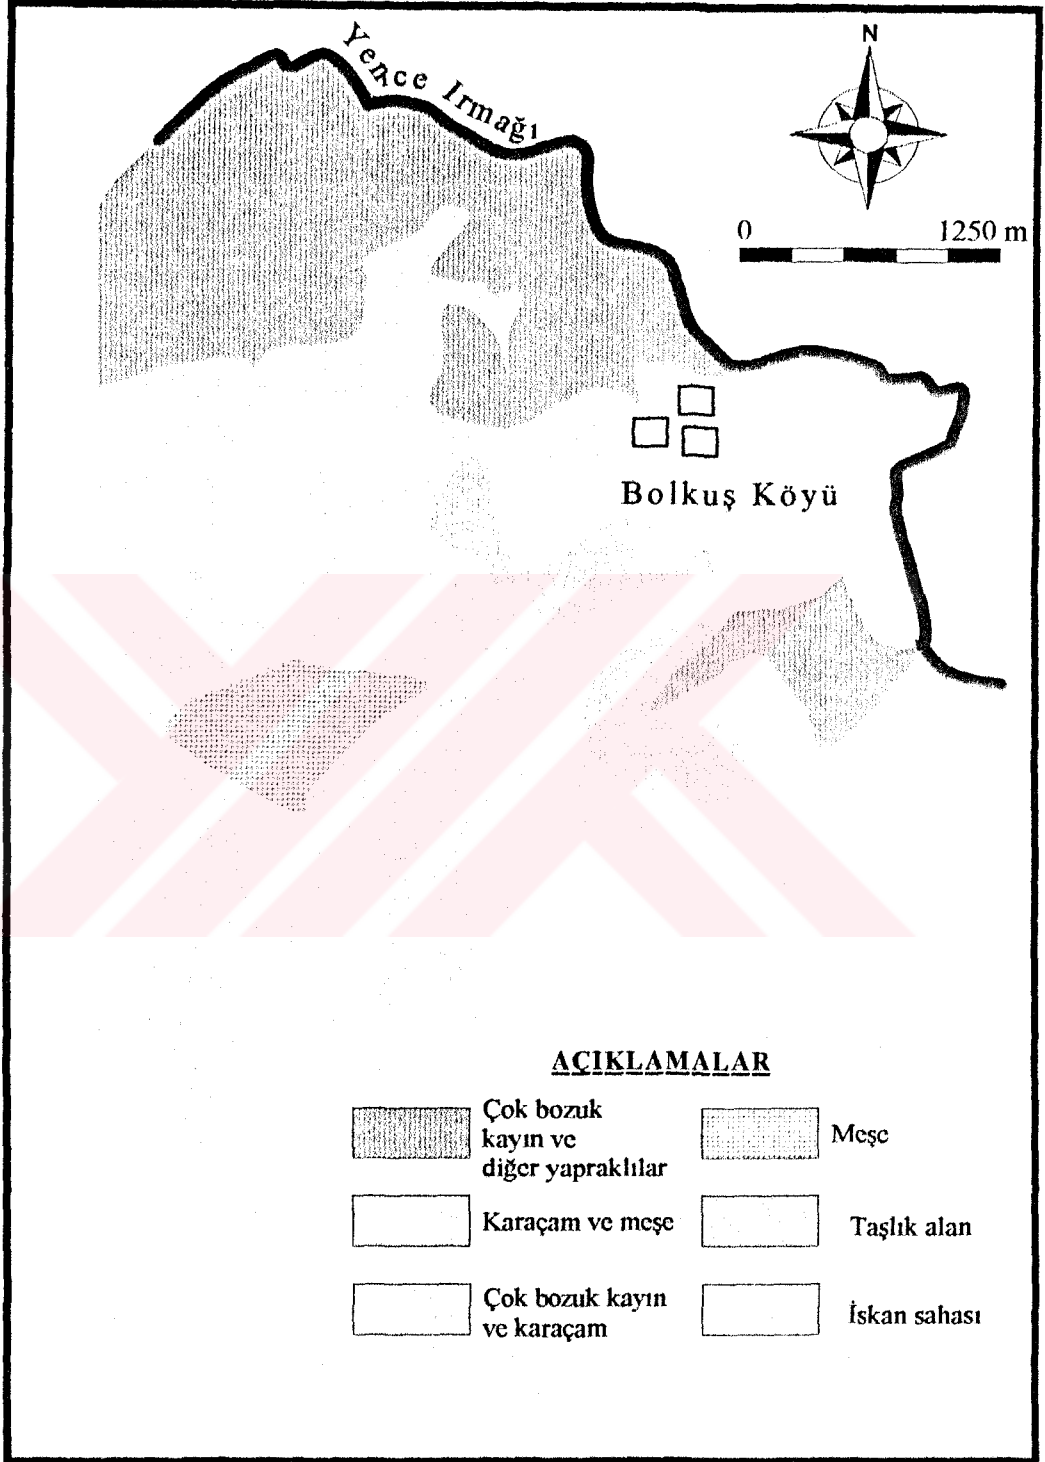 Yence Irmağı
N
0 1250 m
Bolkuş Köyü
AÇIKLAMALAR
Çok bozuk
kayın ve
diğer yapraklılar
Meşe
Karaçam ve meşe
Taşlık alan
Çok bozuk kayın
ve karaçam
İskan sahası